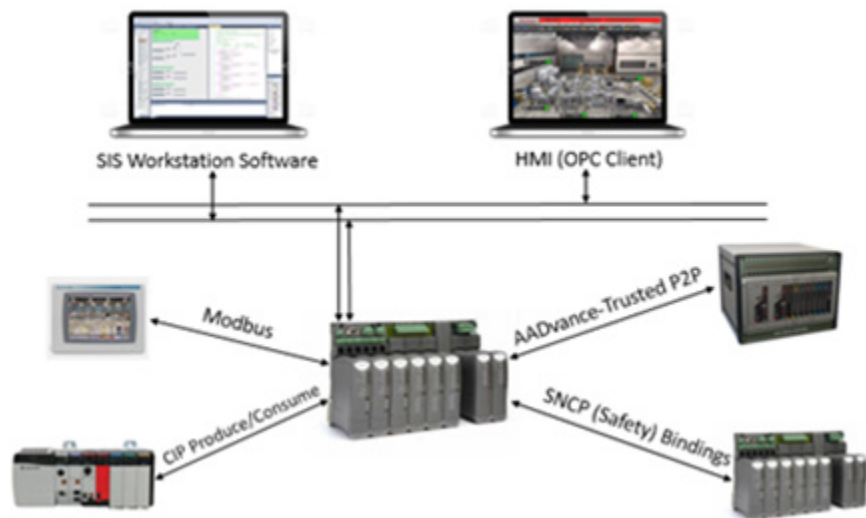 SIS Workstation Software
HMI (OPC Client)
Modbus
AADvance-Trusted P2P
CIP Produce/Consume
SNCP (Safety) Bindings